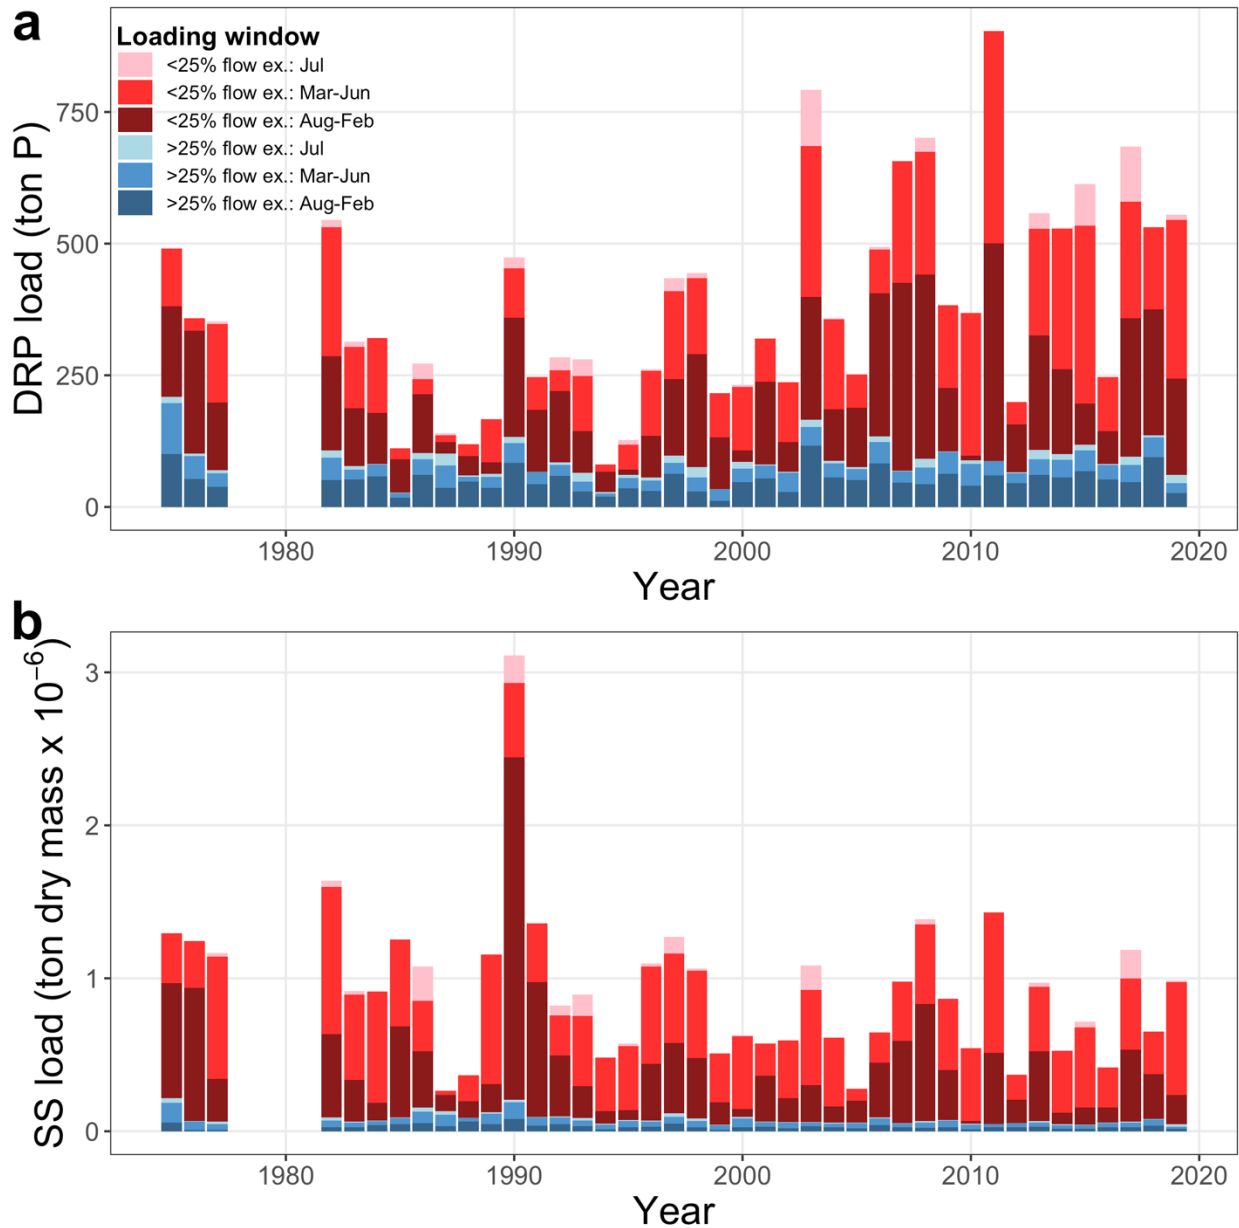 a
Loading window
<25% flow ex.: Jul
<25% flow ex.: Mar-Jun
<25% flow ex.: Aug-Feb
>25% flow ex.: Jul
>25% flow ex.: Mar-Jun
>25% flow ex.: Aug-Feb
DRP load (ton P)
750
500
250
0
1980 1990 2000 2010 2020
Year
b
SS load (ton dry mass x 10⁻⁶)
3
2
1
0
1980 1990 2000 2010 2020
Year